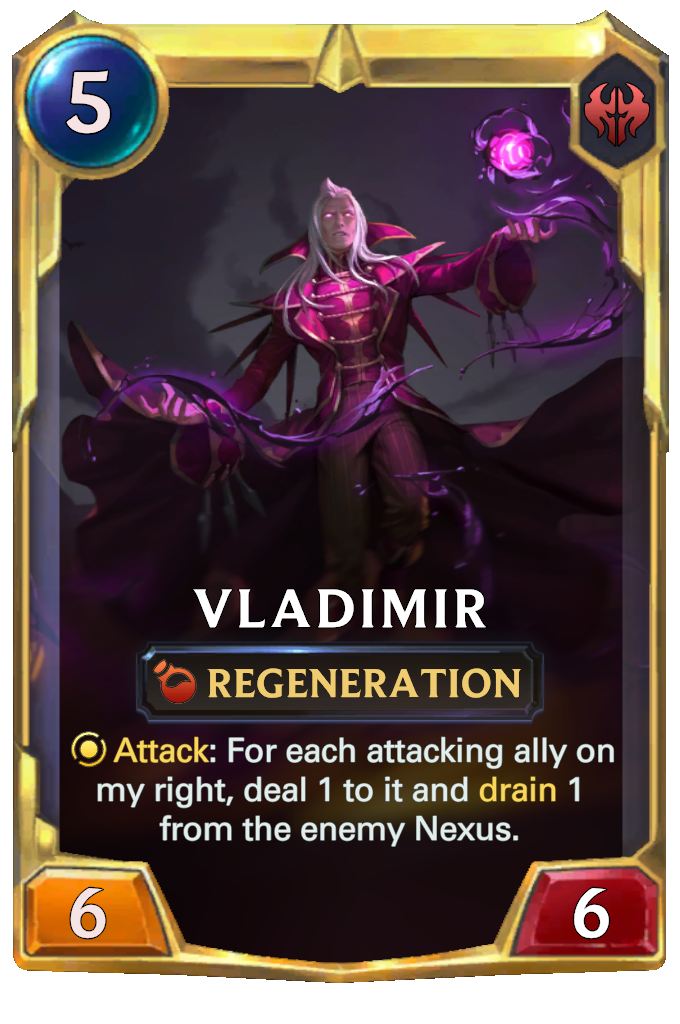 5
VLADIMIR
REGENERATION
Attack: For each attacking ally on
my right, deal 1 to it and drain 1
from the enemy Nexus.
6 6